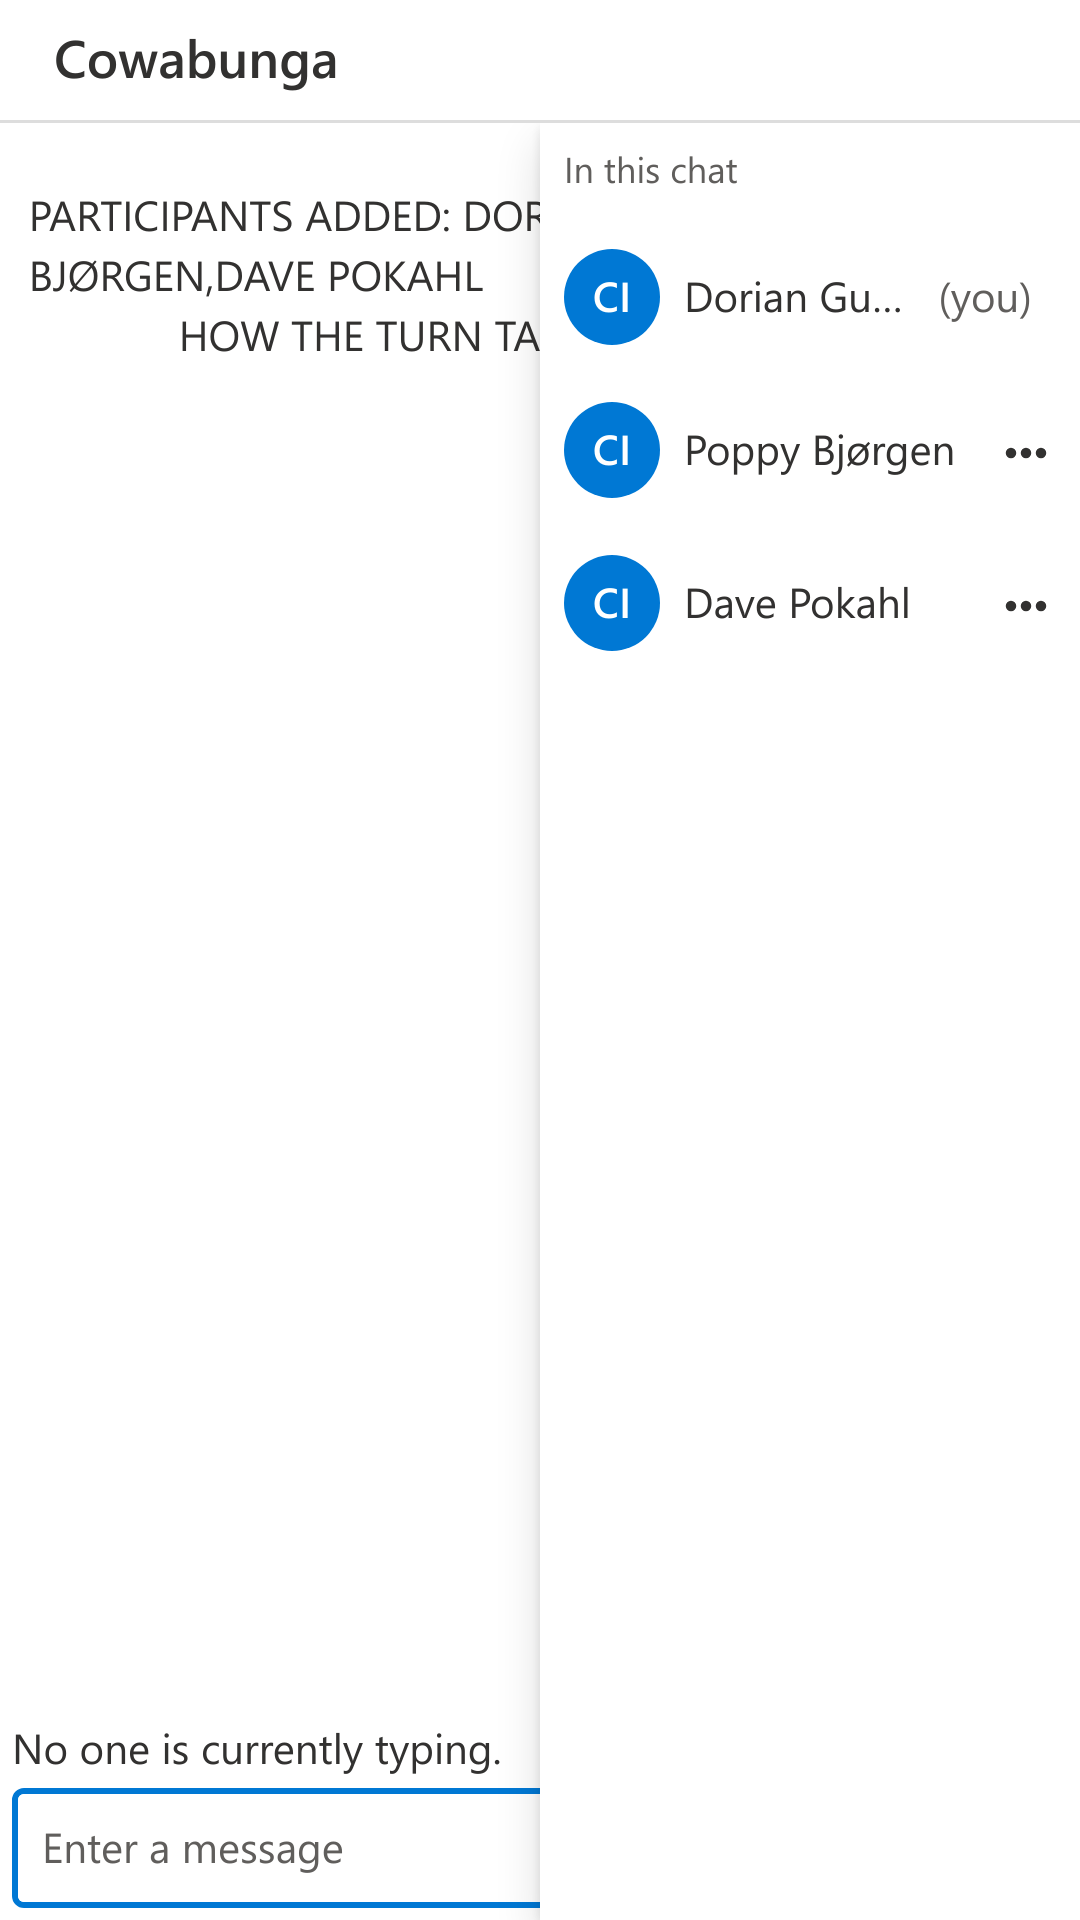 Cowabunga
In this chat
PARTICIPANTS ADDED: DOR
BJØRGEN,DAVE POKAHL
HOW THE TURN TA
CI Dorian Gu... (you)
CI Poppy Bjørgen
CI Dave Pokahl
No one is currently typing.
Enter a message